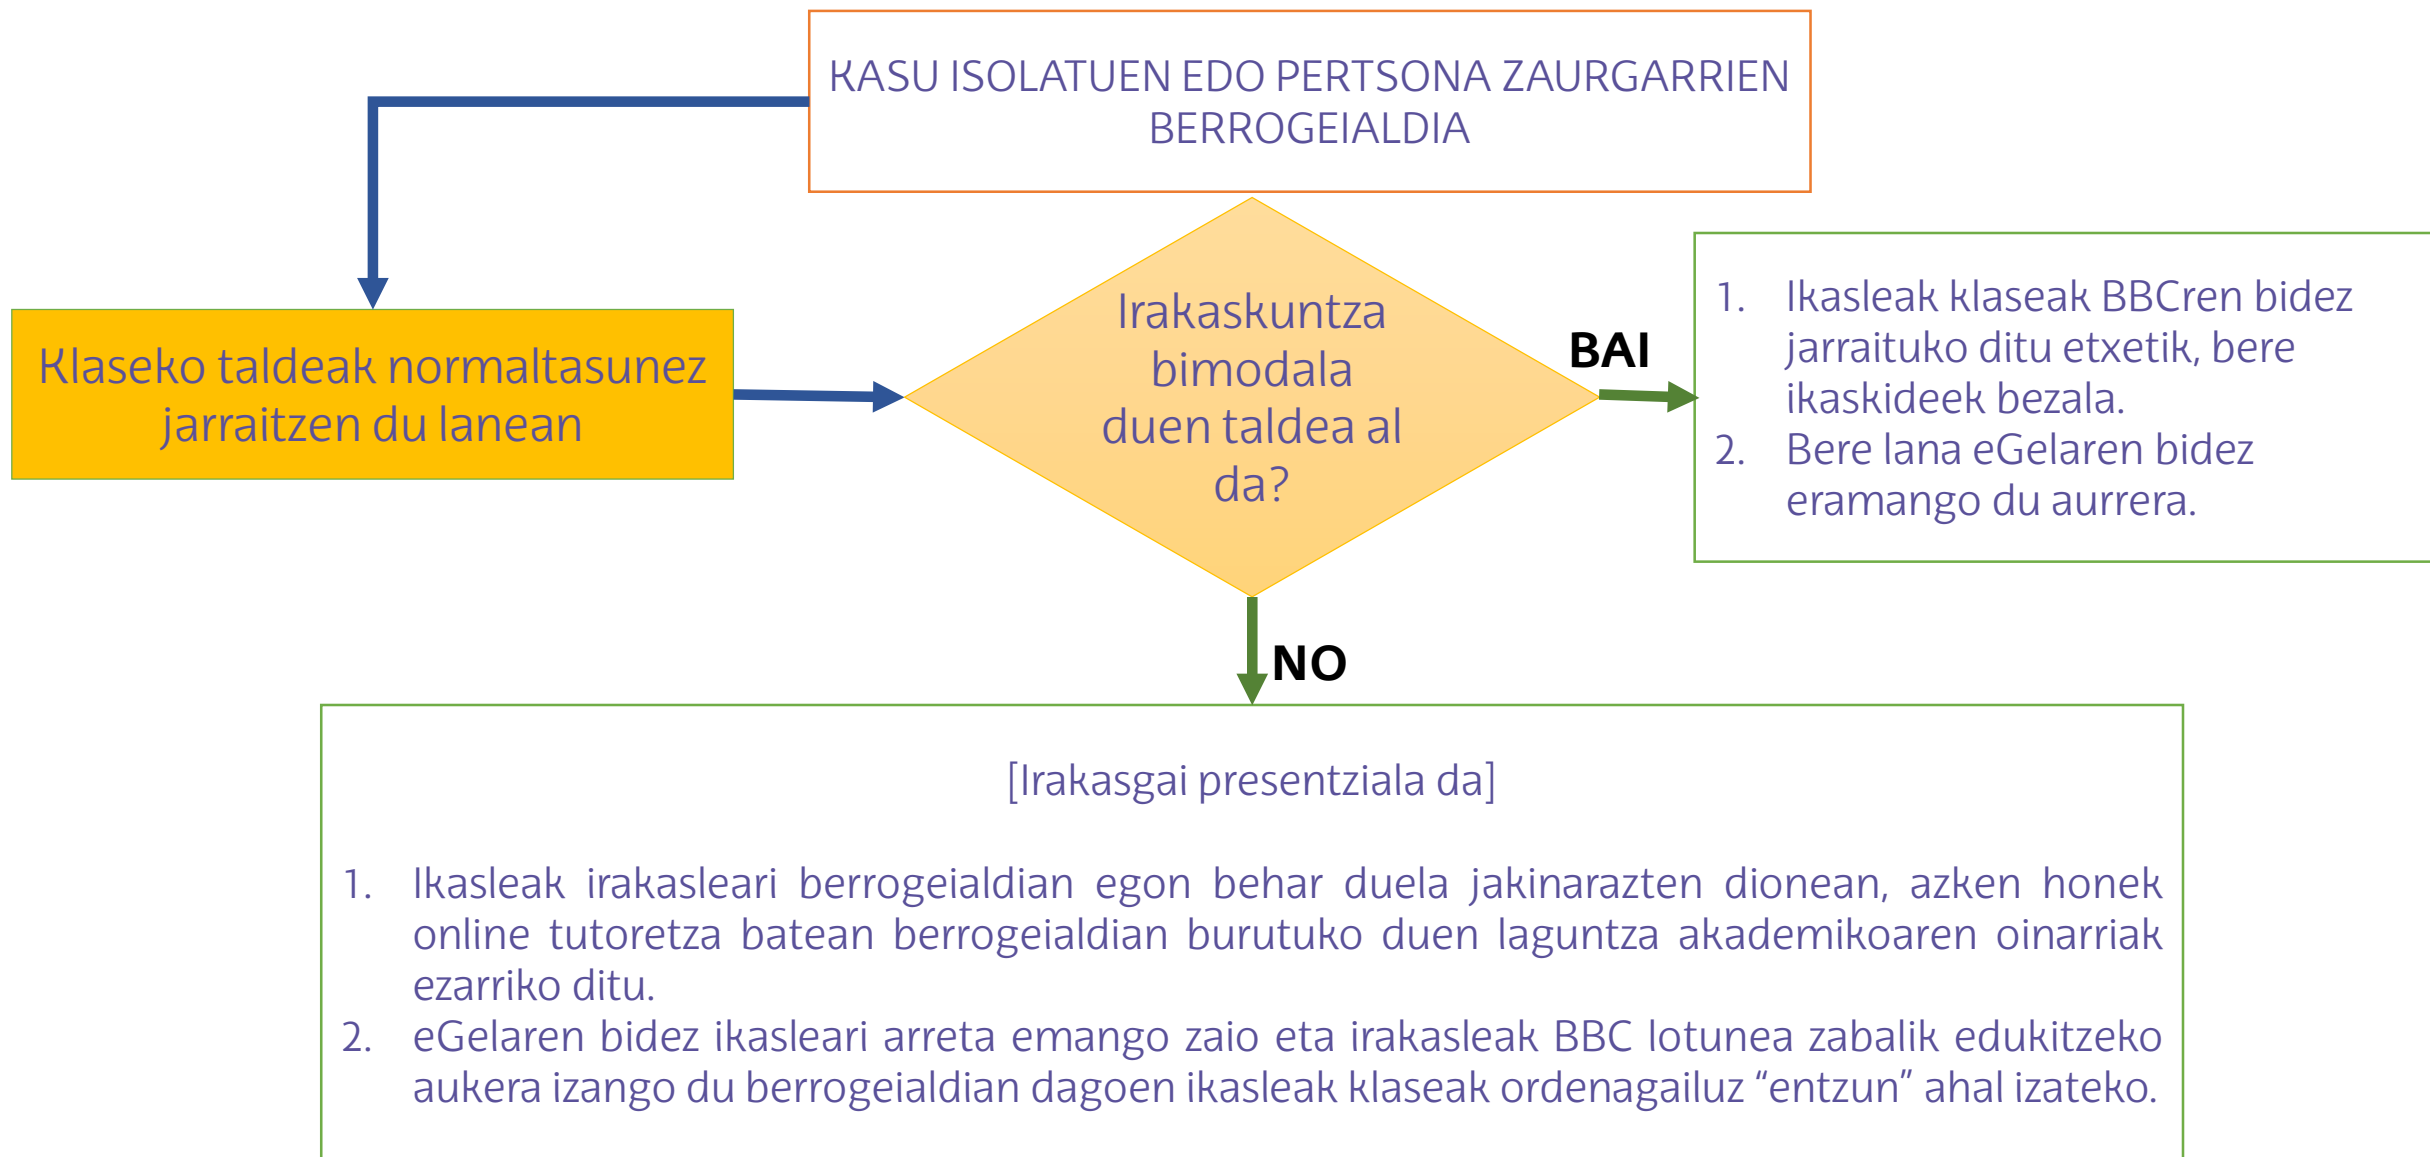 KASU ISOLATUEN EDO PERTSONA ZAURGARRIEN
BERROGEIALDIA
Klaseko taldeak normaltasunez
jarraitzen du lanean
Irakaskuntza
bimodala
duen taldea al
da?
BAI
1. Ikasleak klaseak BBCren bidez
jarraituko ditu etxetik, bere
ikaskideek bezala.
2. Bere lana eGelaren bidez
eramango du aurrera.
NO
[Irakasgai presentziala da]
1. Ikasleak irakasleari berrogeialdian egon behar duela jakinarazten dionean, azken honek
online tutoretza batean berrogeialdian burutuko duen laguntza akademikoaren oinarriak
ezarriko ditu.
2. eGelaren bidez ikasleari arreta emango zaio eta irakasleak BBC lotunea zabalik edukitzeko
aukera izango du berrogeialdian dagoen ikasleak klaseak ordenagailuz “entzun” ahal izateko.